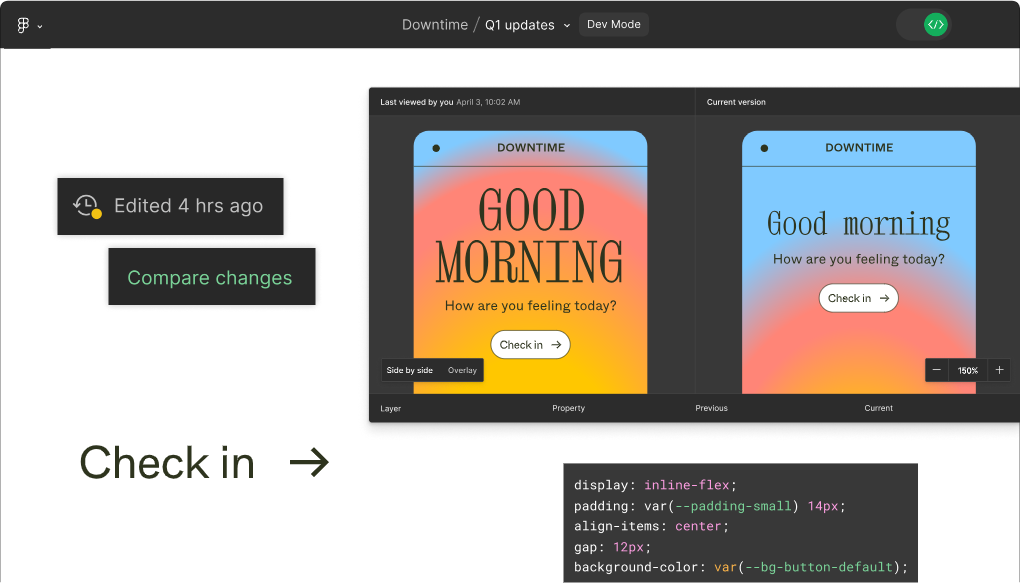 Downtime / Q1 updates Dev Mode </>
Last viewed by you April 3, 10:02 AM
Current version
DOWNTIME
GOOD
MORNING
How are you feeling today?
Check in →
Side by side Overlay
DOWNTIME
Good morning
How are you feeling today?
Check in →
− 150% +
Layer Property Previous Current
Edited 4 hrs ago
Compare changes
Check in →
display: inline-flex;
padding: var(--padding-small) 14px;
align-items: center;
gap: 12px;
background-color: var(--bg-button-default);